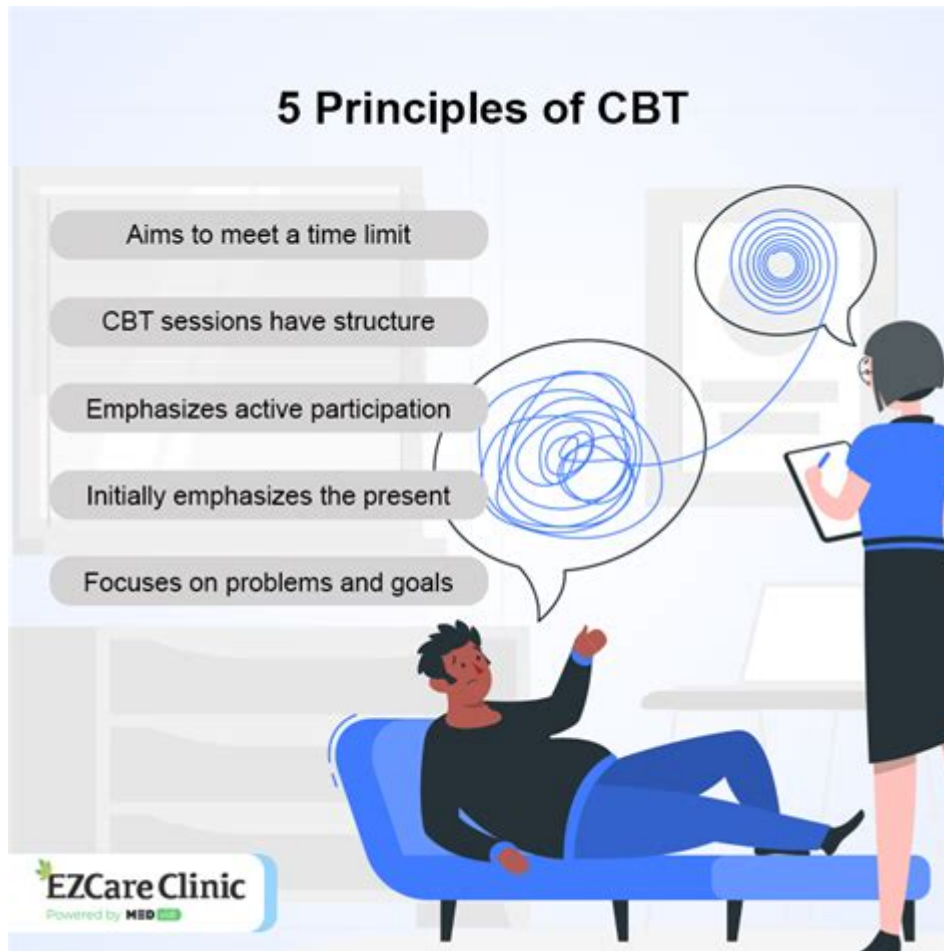 5 Principles of CBT
Aims to meet a time limit
CBT sessions have structure
Emphasizes active participation
Initially emphasizes the present
Focuses on problems and goals
EZCare Clinic
Powered by MED